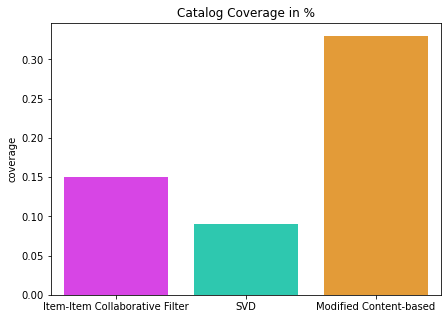 Catalog Coverage in %
0.30
0.25
0.20
0.15
0.10
0.05
0.00
coverage
Item-Item Collaborative Filter SVD Modified Content-based